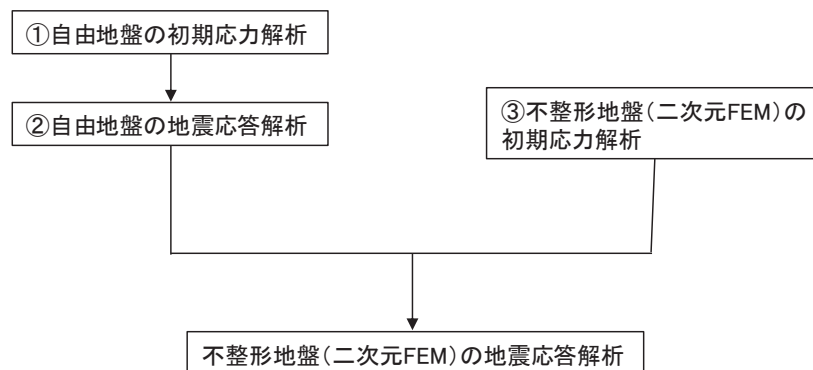 ①自由地盤の初期応力解析
②自由地盤の地震応答解析
③不整形地盤(二次元FEM)の
初期応力解析
不整形地盤(二次元FEM)の地震応答解析